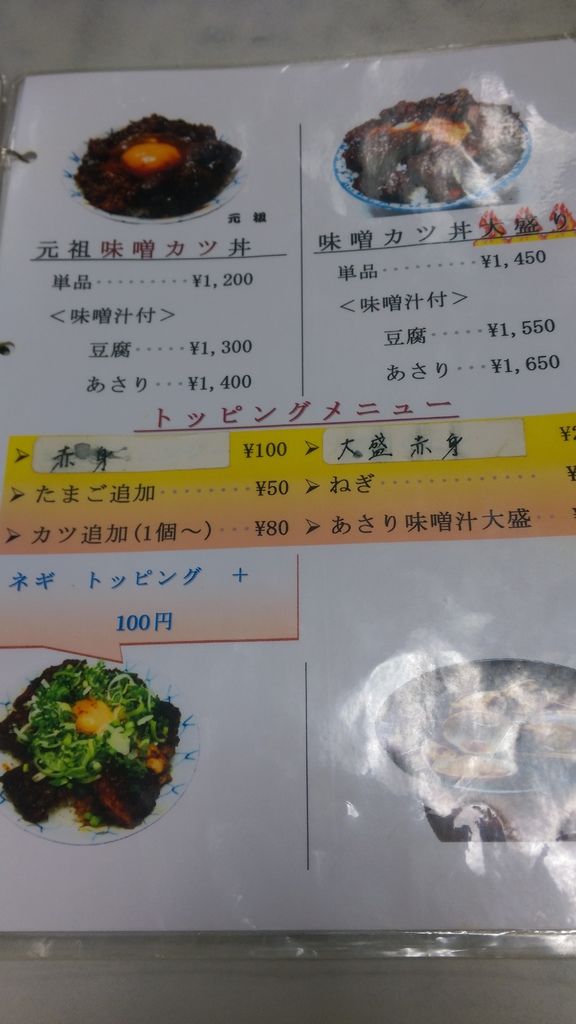 元祖
元祖味噌カツ丼
単品·········¥1,200
＜味噌汁付＞
豆腐·····¥1,300
あさり···¥1,400
味噌カツ丼大盛り
単品·········¥1,450
＜味噌汁付＞
豆腐·····¥1,550
あさり···¥1,650
トッピングメニュー
➢ 赤身 ¥100
➢ 大盛 赤身
➢ たまご追加········¥50
➢ ねぎ··············
➢ カツ追加(1個～)···¥80
➢ あさり味噌汁大盛··
ネギ トッピング ＋
100円